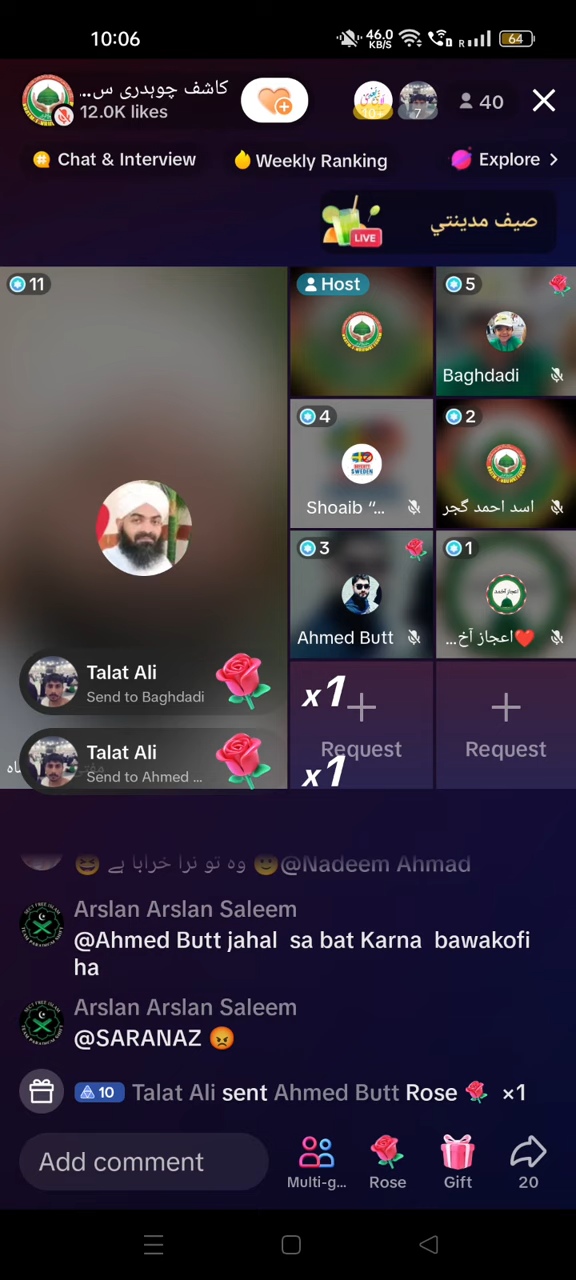 10:06
46.0
KB/S
R
64
کاشف چوہدری س...
12.0K likes
10+
7
40
Chat & Interview
Weekly Ranking
Explore
صيف مدينتي
LIVE
11
Host
5
Baghdadi
4
Shoaib “...
2
اسد احمد گجر
3
Ahmed Butt
1
❤️اعجاز آخ...
Talat Ali
Send to Baghdadi
x1
Request
Request
Talat Ali
Send to Ahmed ...
x1
😆 وہ تو نرا خرابا ہے 🙂@Nadeem Ahmad
Arslan Arslan Saleem
@Ahmed Butt jahal sa bat Karna bawakofi
ha
Arslan Arslan Saleem
@SARANAZ 😡
10 Talat Ali sent Ahmed Butt Rose 🌹 ×1
Add comment
Multi-g...
Rose
Gift
20